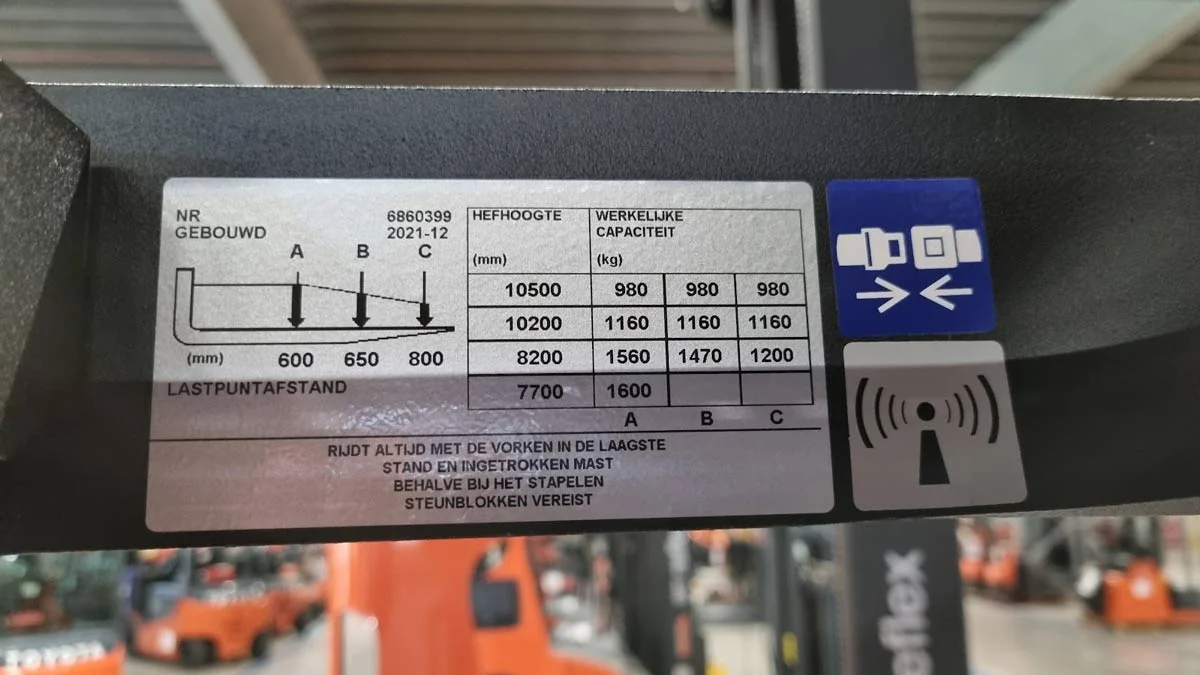 NR 6860399
GEBOUWD 2021-12
A B C
(mm) 600 650 800
LASTPUNTAFSTAND
HEFHOOGTE WERKELIJKE
CAPACITEIT
(mm) (kg)
10500 980 980 980
10200 1160 1160 1160
8200 1560 1470 1200
7700 1600
A B C
RIJDT ALTIJD MET DE VORKEN IN DE LAAGSTE
STAND EN INGETROKKEN MAST
BEHALVE BIJ HET STAPELEN
STEUNBLOKKEN VEREIST
eflex
TOYOTA